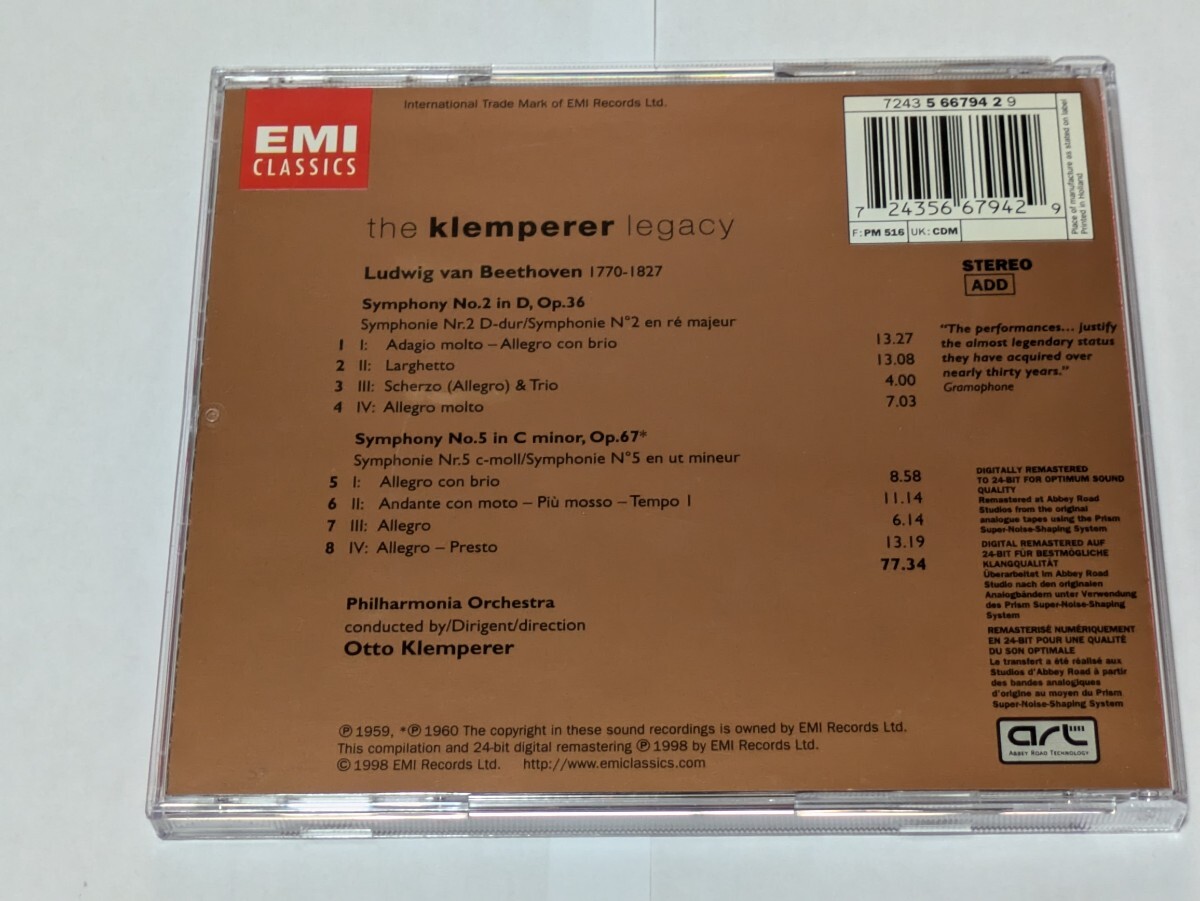 EMI
CLASSICS
International Trade Mark of EMI Records Ltd.
7243 5 66794 2 9
7 24356 67942 9
F: PM 516 UK: CDM
Place of manufacture as stated on label
Printed in Holland
the klemperer legacy
STEREO
ADD
Ludwig van Beethoven 1770-1827
Symphony No.2 in D, Op.36
Symphonie Nr.2 D-dur/Symphonie N°2 en ré majeur
1 I: Adagio molto – Allegro con brio 13.27
2 II: Larghetto 13.08
3 III: Scherzo (Allegro) & Trio 4.00
4 IV: Allegro molto 7.03
"The performances... justify
the almost legendary status
they have acquired over
nearly thirty years."
Gramophone
Symphony No.5 in C minor, Op.67*
Symphonie Nr.5 c-moll/Symphonie N°5 en ut mineur
5 I: Allegro con brio 8.58
6 II: Andante con moto – Più mosso – Tempo I 11.14
7 III: Allegro 6.14
8 IV: Allegro – Presto 13.19
77.34
Philharmonia Orchestra
conducted by/Dirigent/direction
Otto Klemperer
DIGITALLY REMASTERED
TO 24-BIT FOR OPTIMUM SOUND
QUALITY
Remastered at Abbey Road
Studios from the original
analogue tapes using the Prism
Super-Noise-Shaping System
DIGITAL REMASTERED AUF
24-BIT FÜR BESTMÖGLICHE
KLANGQUALITÄT
Überarbeitet im Abbey Road
Studio nach den originalen
Analogbändern unter Verwendung
des Prism Super-Noise-Shaping
System
REMASTERISÉ NUMÉRIQUEMENT
EN 24-BIT POUR UNE QUALITÉ
DU SON OPTIMALE
Le transfert a été réalisé aux
Studios d'Abbey Road à partir
des bandes analogiques
d'origine au moyen du Prism
Super-Noise-Shaping System
art
ABBEY ROAD TECHNOLOGY
℗ 1959, *℗ 1960 The copyright in these sound recordings is owned by EMI Records Ltd.
This compilation and 24-bit digital remastering ℗ 1998 by EMI Records Ltd.
© 1998 EMI Records Ltd. http://www.emiclassics.com